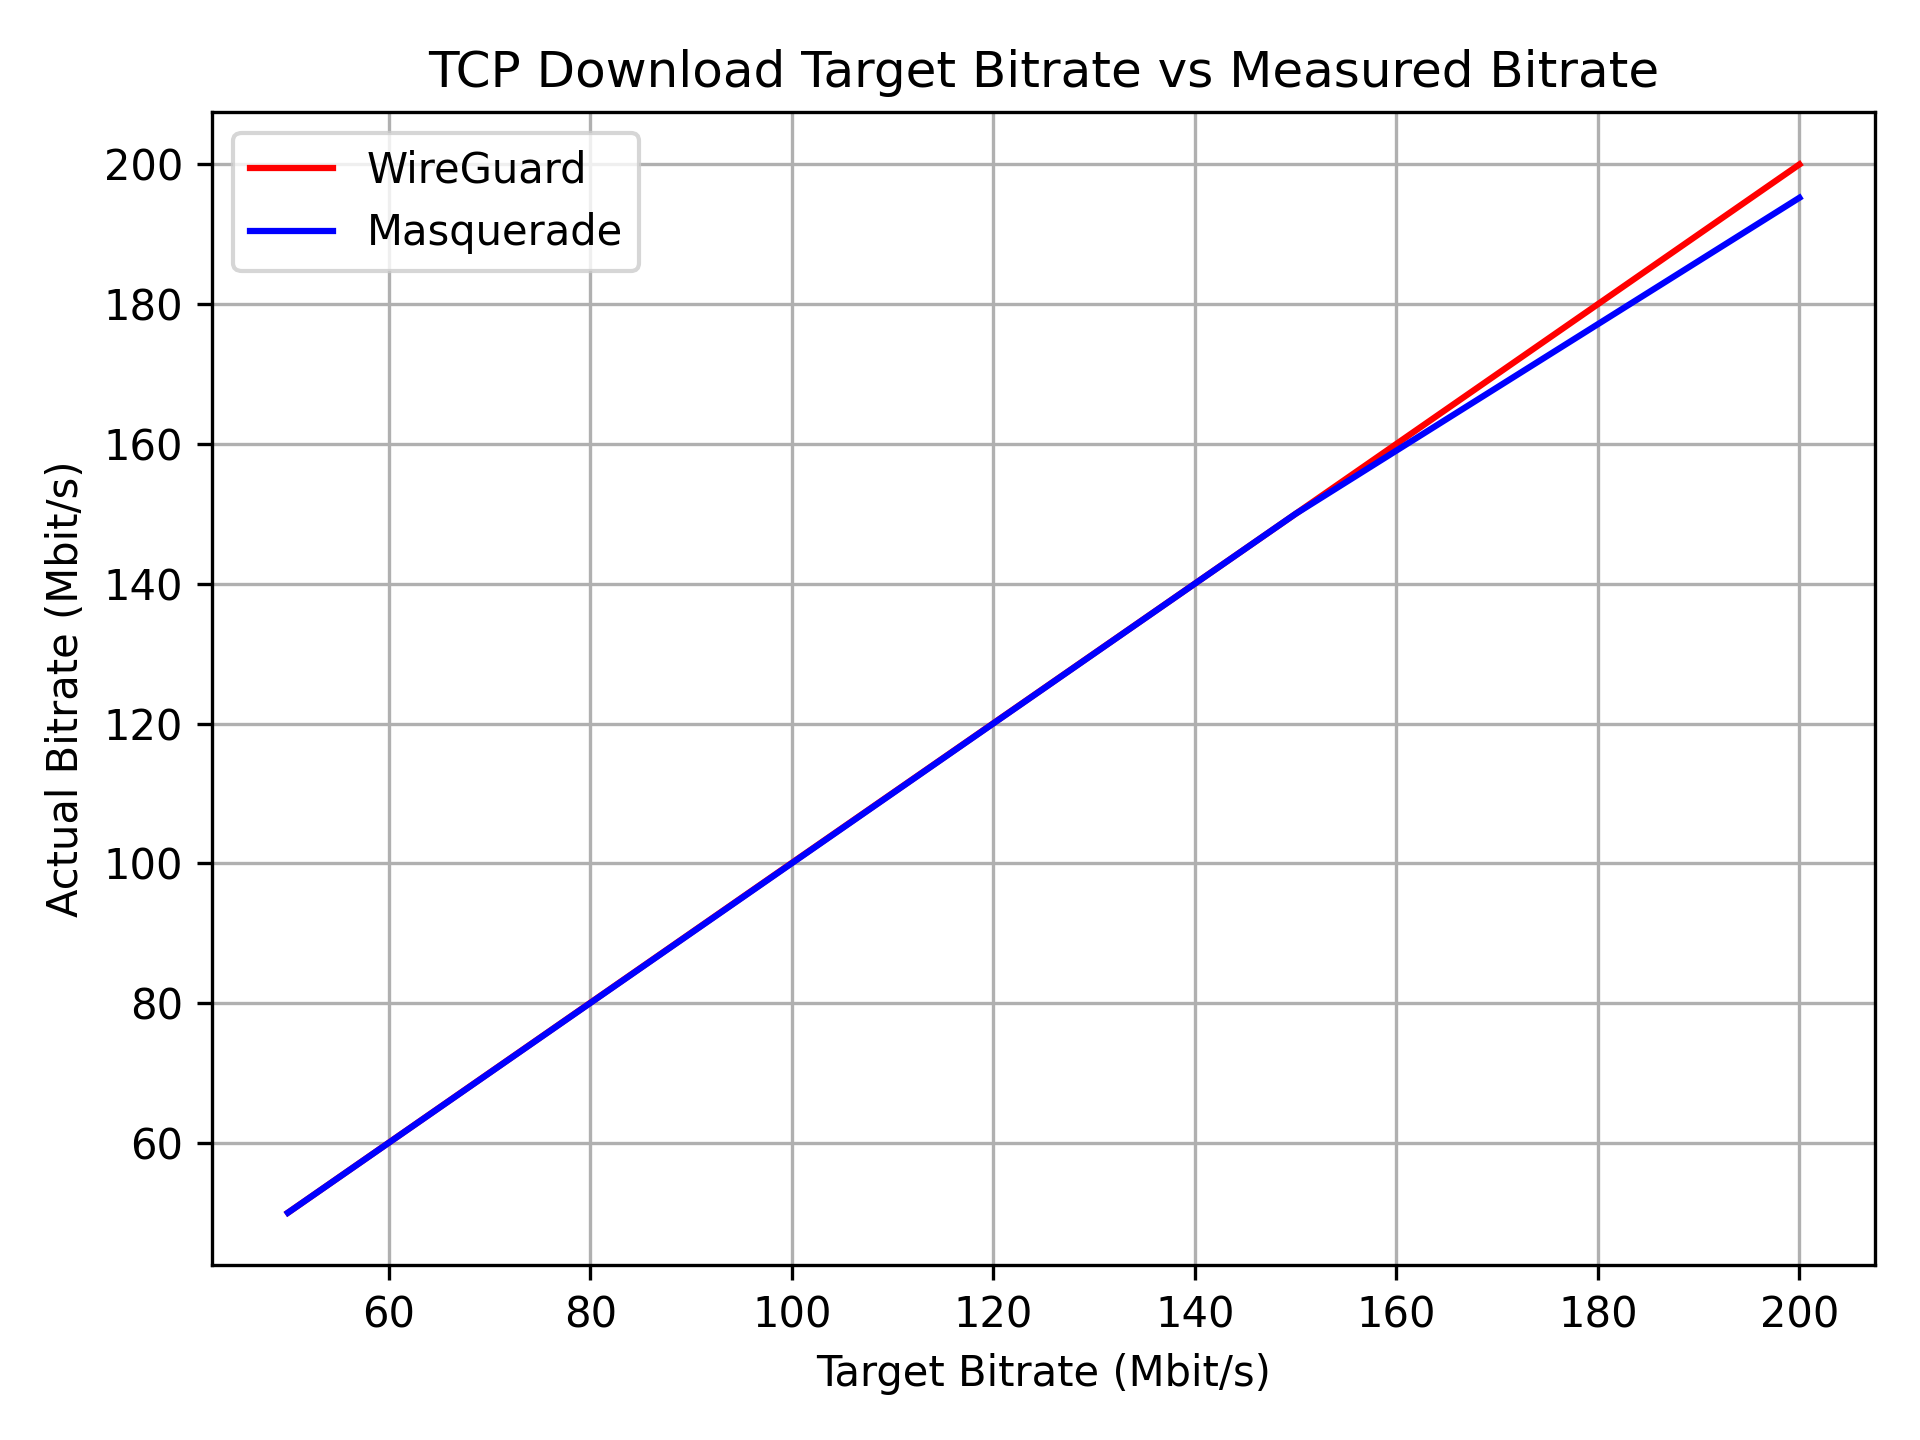 TCP Download Target Bitrate vs Measured Bitrate
WireGuard
Masquerade
200
180
160
140
120
100
80
60
Actual Bitrate (Mbit/s)
60 80 100 120 140 160 180 200
Target Bitrate (Mbit/s)